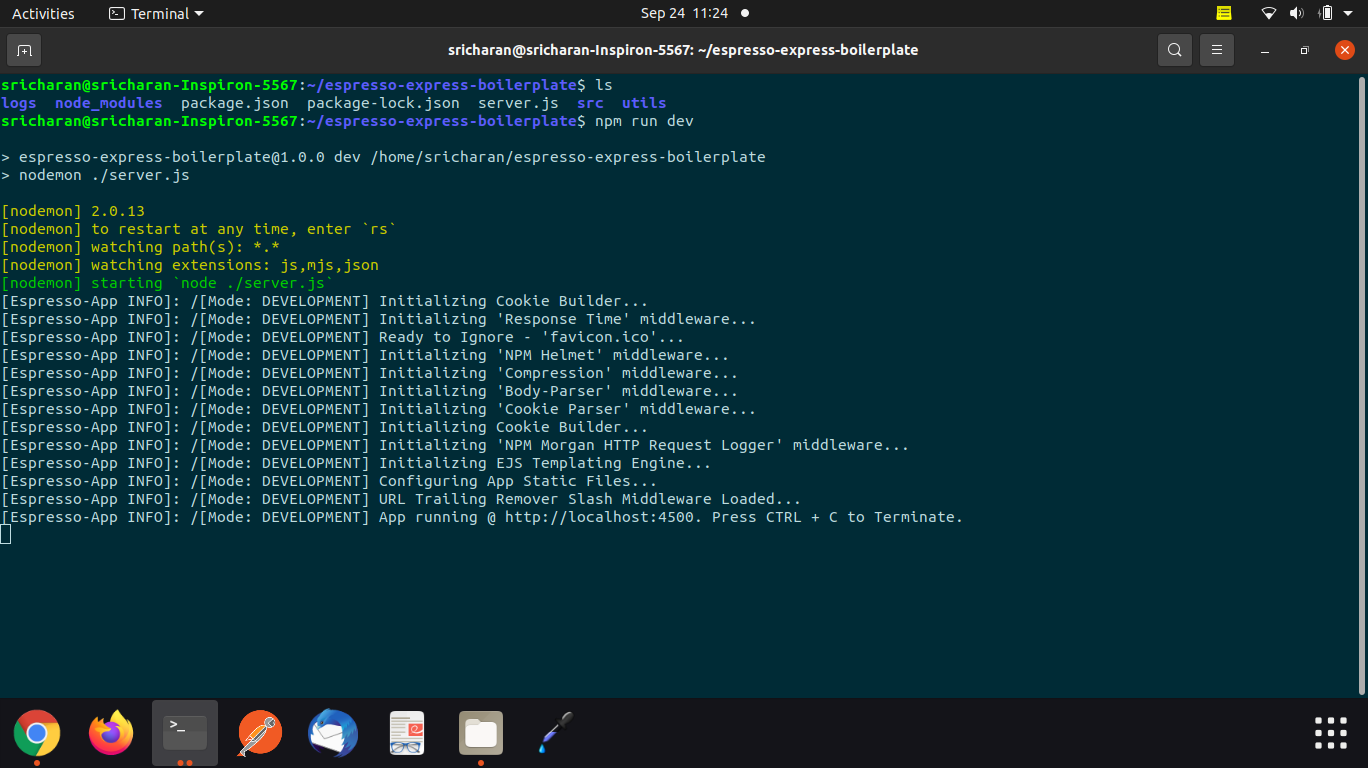 Activities Terminal Sep 24 11:24
sricharan@sricharan-Inspiron-5567: ~/espresso-express-boilerplate
sricharan@sricharan-Inspiron-5567:~/espresso-express-boilerplate$ ls
logs node_modules package.json package-lock.json server.js src utils
sricharan@sricharan-Inspiron-5567:~/espresso-express-boilerplate$ npm run dev
> espresso-express-boilerplate@1.0.0 dev /home/sricharan/espresso-express-boilerplate
> nodemon ./server.js
[nodemon] 2.0.13
[nodemon] to restart at any time, enter `rs`
[nodemon] watching path(s): *.*
[nodemon] watching extensions: js,mjs,json
[nodemon] starting `node ./server.js`
[Espresso-App INFO]: /[Mode: DEVELOPMENT] Initializing Cookie Builder...
[Espresso-App INFO]: /[Mode: DEVELOPMENT] Initializing 'Response Time' middleware...
[Espresso-App INFO]: /[Mode: DEVELOPMENT] Ready to Ignore - 'favicon.ico'...
[Espresso-App INFO]: /[Mode: DEVELOPMENT] Initializing 'NPM Helmet' middleware...
[Espresso-App INFO]: /[Mode: DEVELOPMENT] Initializing 'Compression' middleware...
[Espresso-App INFO]: /[Mode: DEVELOPMENT] Initializing 'Body-Parser' middleware...
[Espresso-App INFO]: /[Mode: DEVELOPMENT] Initializing 'Cookie Parser' middleware...
[Espresso-App INFO]: /[Mode: DEVELOPMENT] Initializing Cookie Builder...
[Espresso-App INFO]: /[Mode: DEVELOPMENT] Initializing 'NPM Morgan HTTP Request Logger' middleware...
[Espresso-App INFO]: /[Mode: DEVELOPMENT] Initializing EJS Templating Engine...
[Espresso-App INFO]: /[Mode: DEVELOPMENT] Configuring App Static Files...
[Espresso-App INFO]: /[Mode: DEVELOPMENT] URL Trailing Remover Slash Middleware Loaded...
[Espresso-App INFO]: /[Mode: DEVELOPMENT] App running @ http://localhost:4500. Press CTRL + C to Terminate.